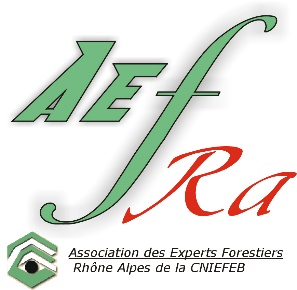 AEf
Ra
Association des Experts Forestiers
Rhône Alpes de la CNIEFEB